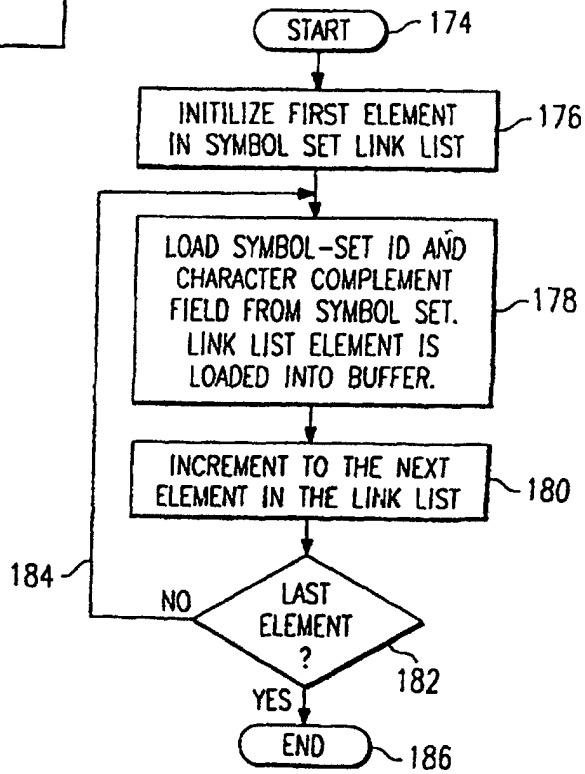 START
174
INITILIZE FIRST ELEMENT
IN SYMBOL SET LINK LIST
176
LOAD SYMBOL-SET ID AND
CHARACTER COMPLEMENT
FIELD FROM SYMBOL SET.
LINK LIST ELEMENT IS
LOADED INTO BUFFER.
178
INCREMENT TO THE NEXT
ELEMENT IN THE LINK LIST
180
184
NO
LAST
ELEMENT
?
182
YES
END
186